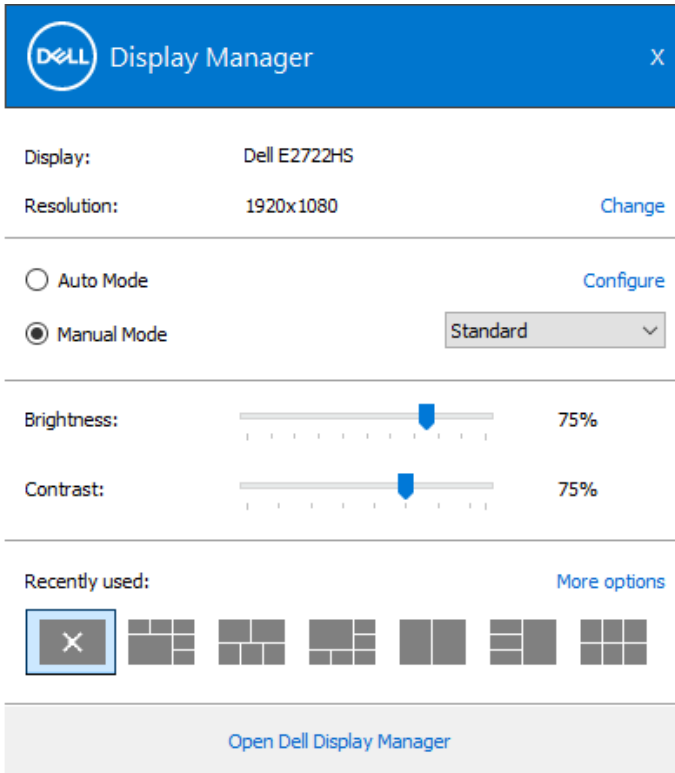 DELL Display Manager X
Display: Dell E2722HS
Resolution: 1920x1080 Change
Auto Mode Configure
Manual Mode Standard
Brightness: 75%
Contrast: 75%
Recently used: More options
Open Dell Display Manager